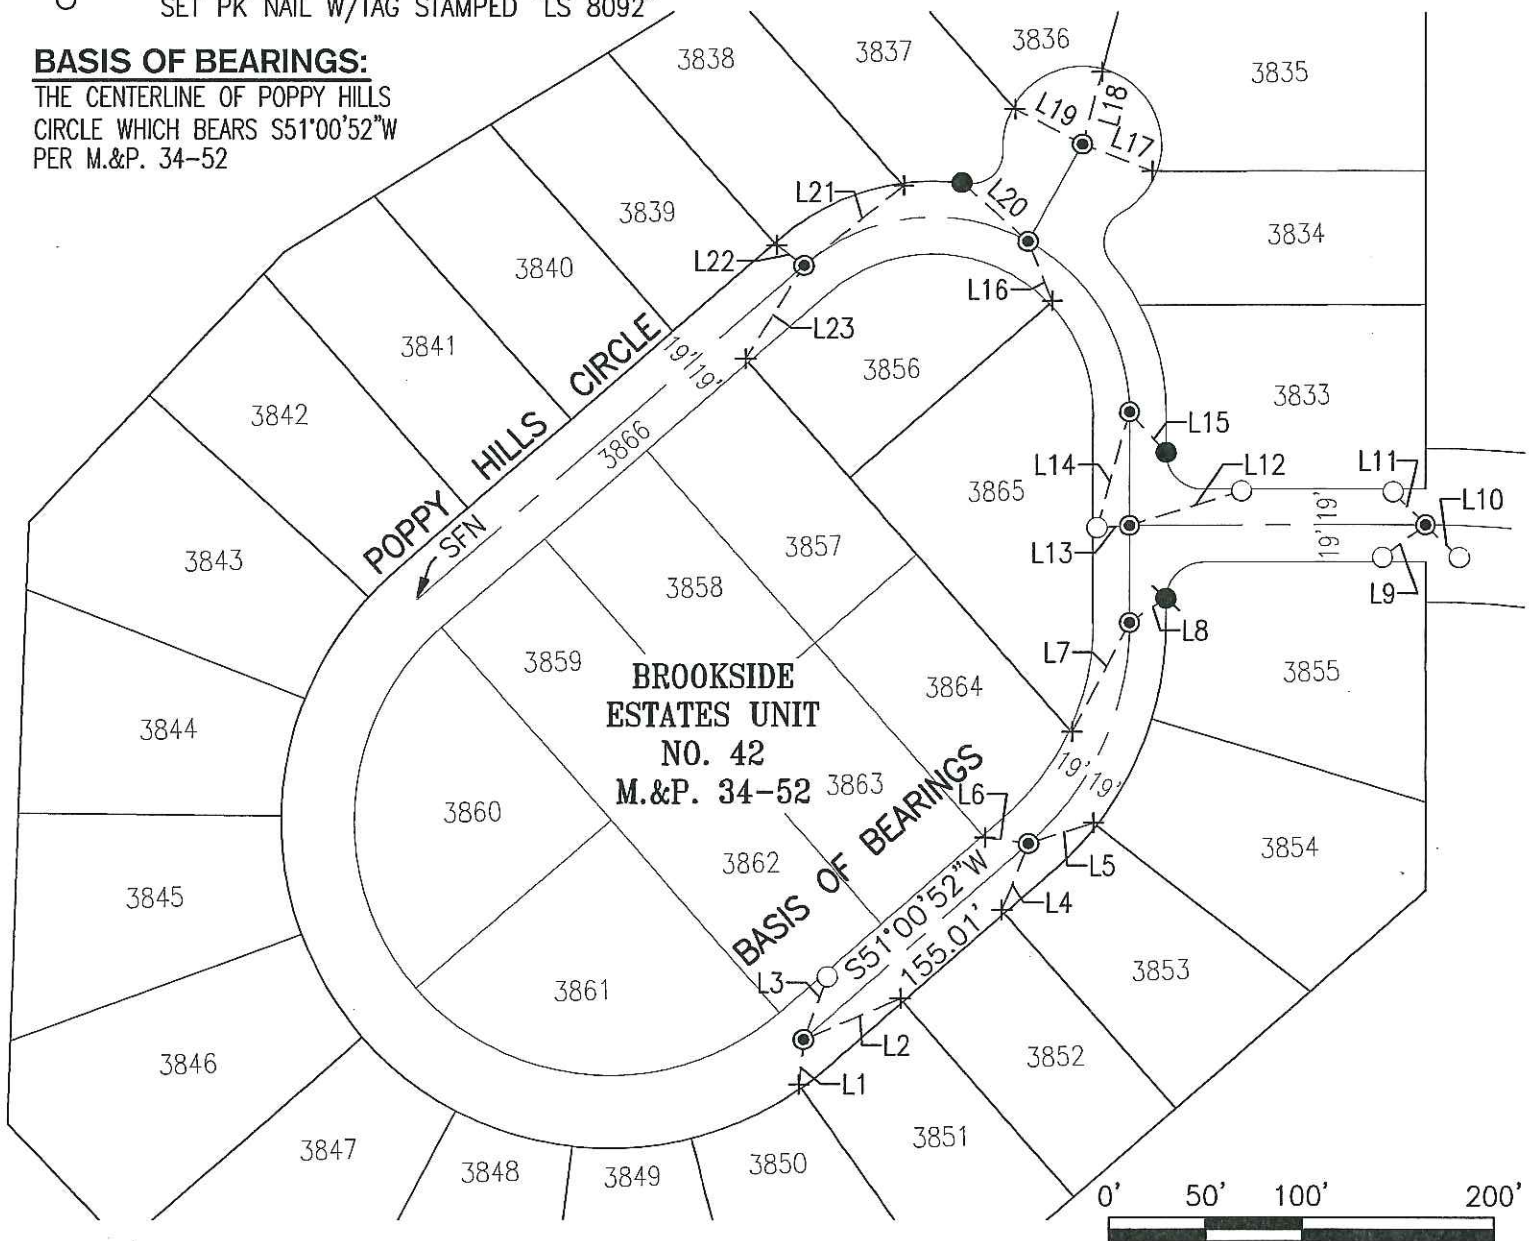 SET PK NAIL W/TAG STAMPED "LS 8092"
BASIS OF BEARINGS:
THE CENTERLINE OF POPPY HILLS
CIRCLE WHICH BEARS S51°00'52"W
PER M.&P. 34-52
3838
3837
3836
3835
L19
L18
L17
L21
L20
3839
3834
L22
3840
L16
L23
3841
19' 19'
3856
POPPY HILLS CIRCLE
3842
3866
3833
L15
L14
L12
L11
3865
L10
19' 19'
SFN
L13
3843
3857
L9
3858
L8
L7
3859
3855
BROOKSIDE
ESTATES UNIT
NO. 42
M.&P. 34-52
3864
3844
19' 19'
3863
L6
3860
3854
3862
L5
BASIS OF BEARINGS
3845
L4
S51°00'52"W
155.01'
3853
L3
3861
L2
3852
3846
L1
3851
3847
3850
3848
3849
0' 50' 100' 200'